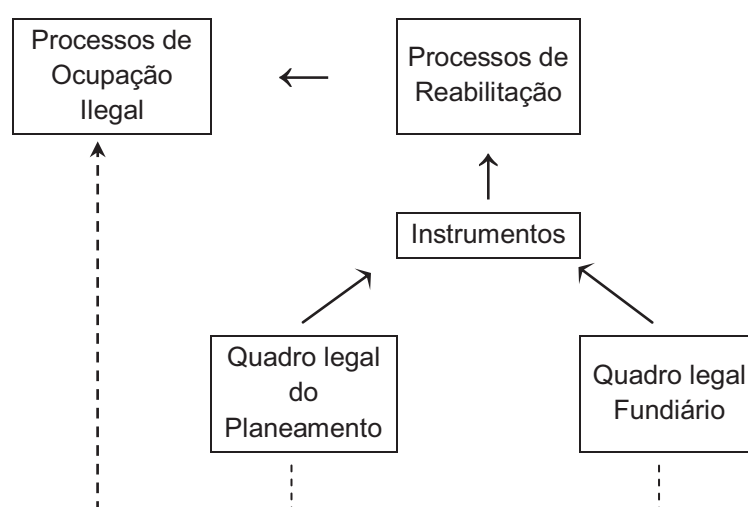 Processos de
Ocupação
Ilegal
Processos de
Reabilitação
Instrumentos
Quadro legal
do
Planeamento
Quadro legal
Fundiário